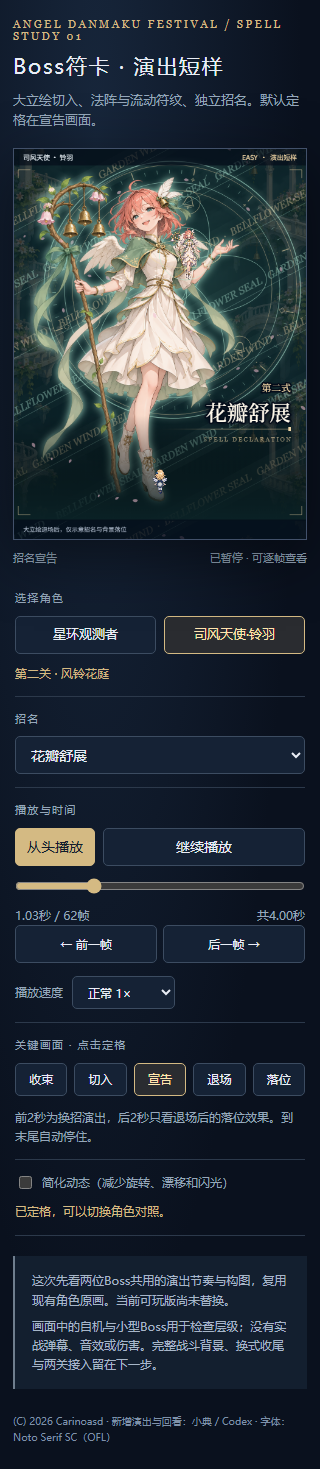 ANGEL DANMAKU FESTIVAL / SPELL
STUDY 01
Boss符卡 · 演出短样
大立绘切入、法阵与流动符纹、独立招名。默认定
格在宣告画面。
司风天使 · 铃羽
EASY · 演出短样
GARDEN WIND
BELLFLOWER SEAL
第二式
花瓣舒展
SPELL DECLARATION
大立绘退场后，仅示意招名与背景落位
招名宣告
已暂停 · 可逐帧查看
选择角色
星环观测者
司风天使·铃羽
第二关 · 风铃花庭
招名
花瓣舒展
播放与时间
从头播放
继续播放
1.03秒 / 62帧
共4.00秒
← 前一帧
后一帧 →
播放速度
正常 1×
关键画面 · 点击定格
收束
切入
宣告
退场
落位
前2秒为换招演出，后2秒只看退场后的落位效果。到
末尾自动停住。
简化动态（减少旋转、漂移和闪光）
已定格，可以切换角色对照。
这次先看两位Boss共用的演出节奏与构图，复用
现有角色原画。当前可玩版尚未替换。
画面中的自机与小型Boss用于检查层级；没有实
战弹幕、音效或伤害。完整战斗背景、换式收尾
与两关接入留在下一步。
(C) 2026 Carinoasd · 新增演出与回看：小典 / Codex · 字体：
Noto Serif SC（OFL）